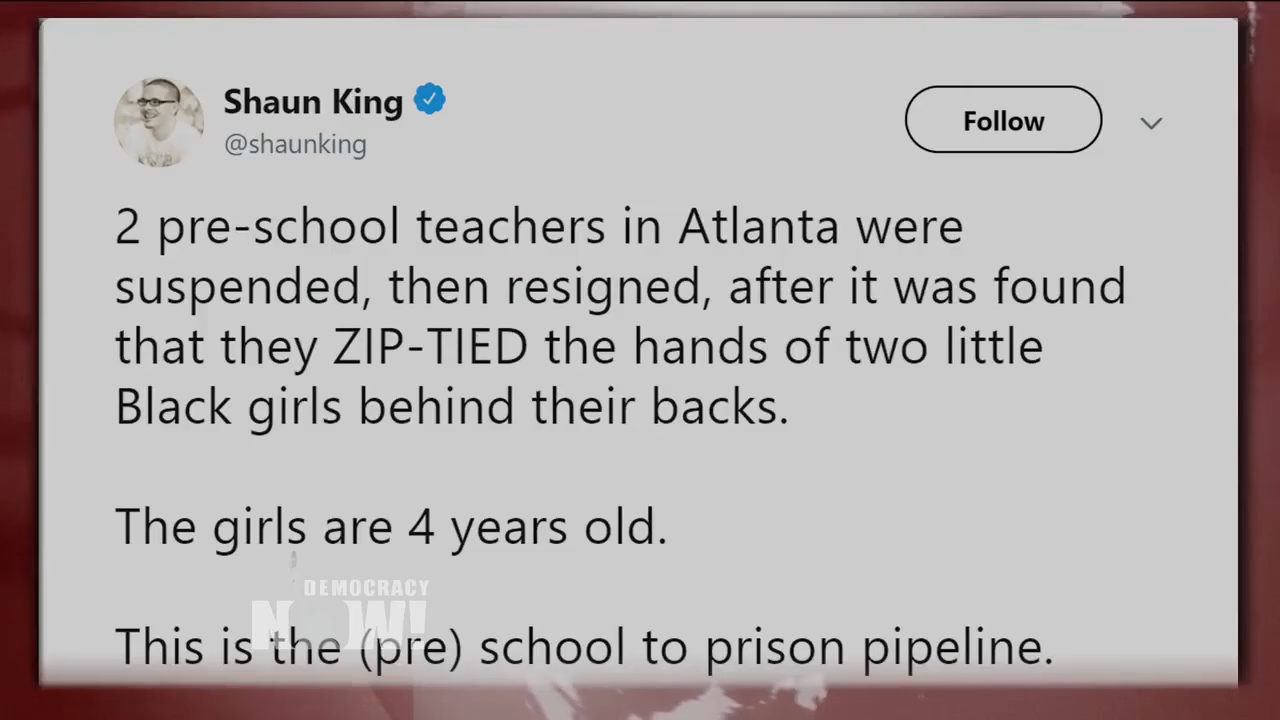 Shaun King
@shaunking
Follow
2 pre-school teachers in Atlanta were
suspended, then resigned, after it was found
that they ZIP-TIED the hands of two little
Black girls behind their backs.
The girls are 4 years old.
DEMOCRACY
NOW!
This is the (pre) school to prison pipeline.